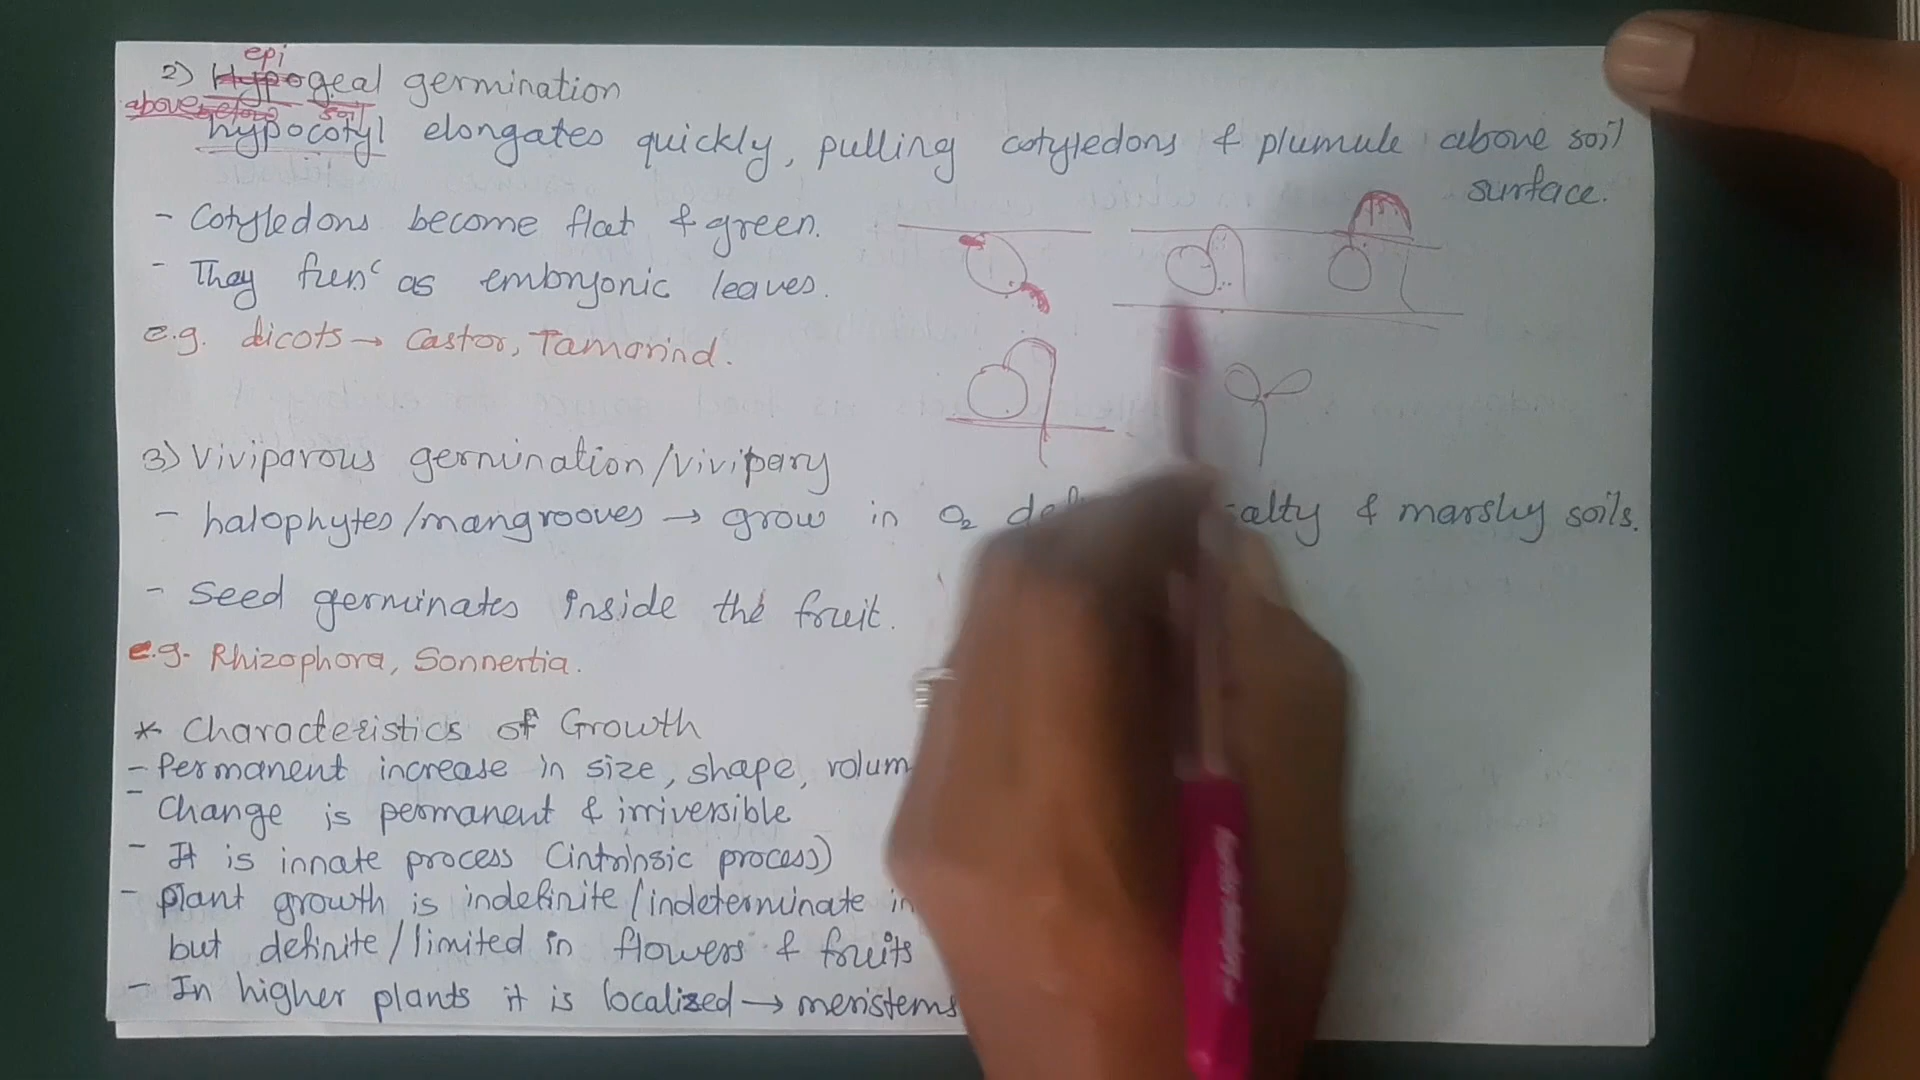 epi
2) Hypogeal germination
above soil
hypocotyl elongates quickly, pulling cotyledons & plumule above soil
surface.
- Cotyledons become flat & green.
- They func as embryonic leaves.
e.g. dicots → Castor, Tamarind.
3) Viviparous germination/vivipary
- halophytes/mangrooves → grow in O2 salty & marshy soils.
- Seed germinates inside the fruit.
e.g. Rhizophora, Sonnertia.
* Characteristics of Growth
- Permanent increase in size, shape, volum
- Change is permanent & irriversible
- It is innate process (intrinsic process)
- plant growth is indefinite/indeterminate in
but definite/limited in flowers & fruits
- In higher plants it is localized → meristems